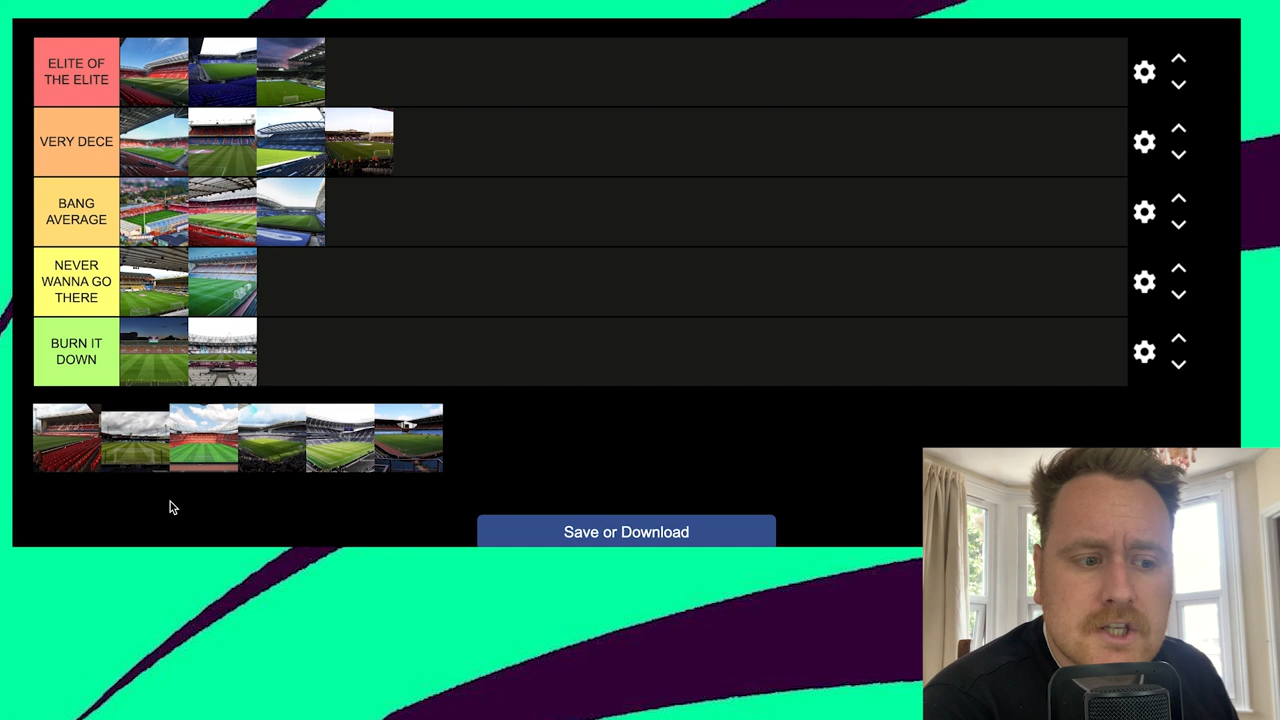 ELITE OF
THE ELITE
VERY DECE
BANG
AVERAGE
NEVER
WANNA GO
THERE
BURN IT
DOWN
Save or Download